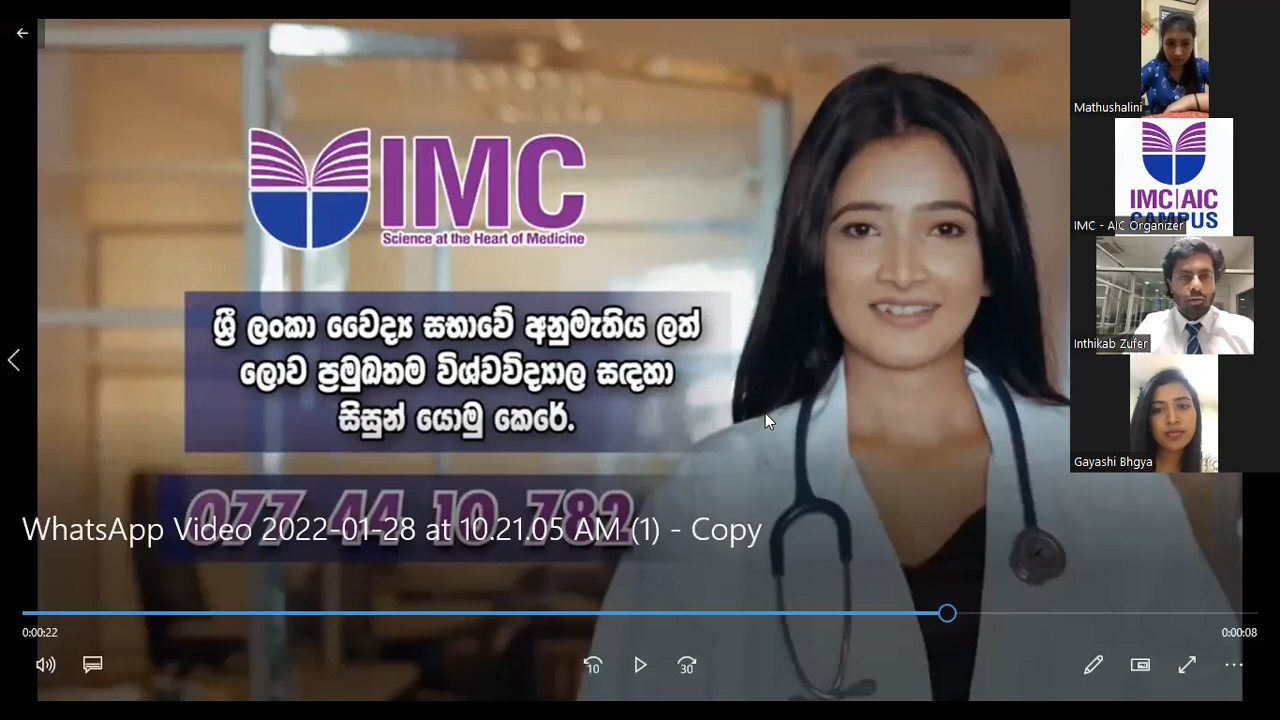 Mathushalini
IMC|AIC
CAMPUS
IMC - AIC Organizer
Inthikab Zufer
Gayashi Bhgya
IMC
Science at the Heart of Medicine
ශ්‍රී ලංකා වෛද්‍ය සභාවේ අනුමැතිය ලත්
ලොව ප්‍රමුඛතම විශ්වවිද්‍යාල සඳහා
සිසුන් යොමු කෙරේ.
077 44 10 782
WhatsApp Video 2022-01-28 at 10.21.05 AM (1) - Copy
0:00:22
0:00:08
10
30